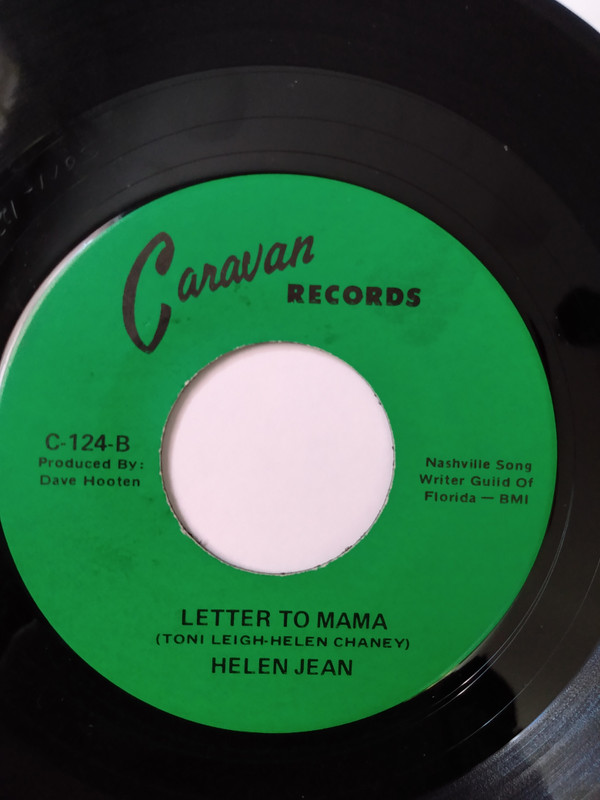 Caravan
RECORDS
C-124-B
Produced By:
Dave Hooten
Nashville Song
Writer Guild Of
Florida — BMI
LETTER TO MAMA
(TONI LEIGH-HELEN CHANEY)
HELEN JEAN